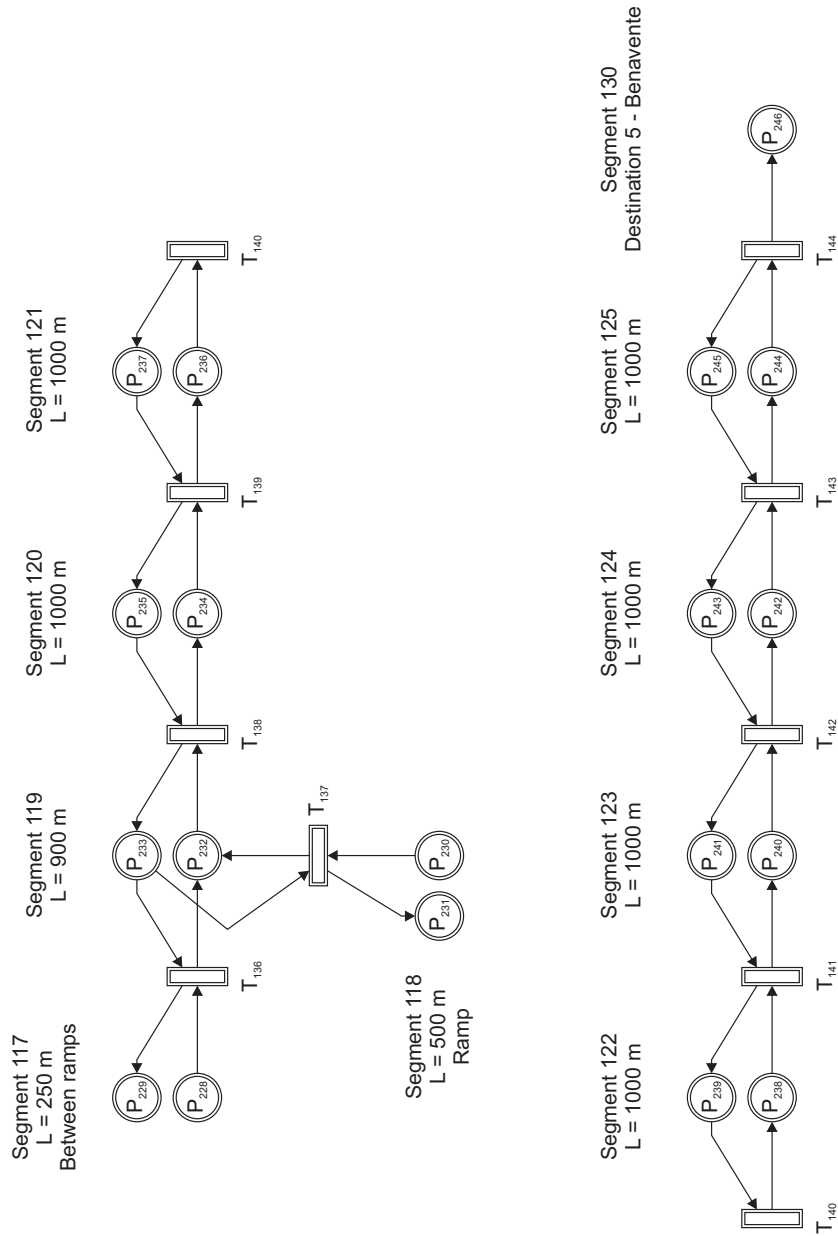 Segment 117
L = 250 m
Between ramps
Segment 119
L = 900 m
Segment 120
L = 1000 m
Segment 121
L = 1000 m
P229
P233
P235
P237
P228
P232
P234
P236
T136
T138
T139
T140
T137
P231
P230
Segment 118
L = 500 m
Ramp
Segment 122
L = 1000 m
Segment 123
L = 1000 m
Segment 124
L = 1000 m
Segment 125
L = 1000 m
Segment 130
Destination 5 - Benavente
P239
P241
P243
P245
P238
P240
P242
P244
P246
T140
T141
T142
T143
T144